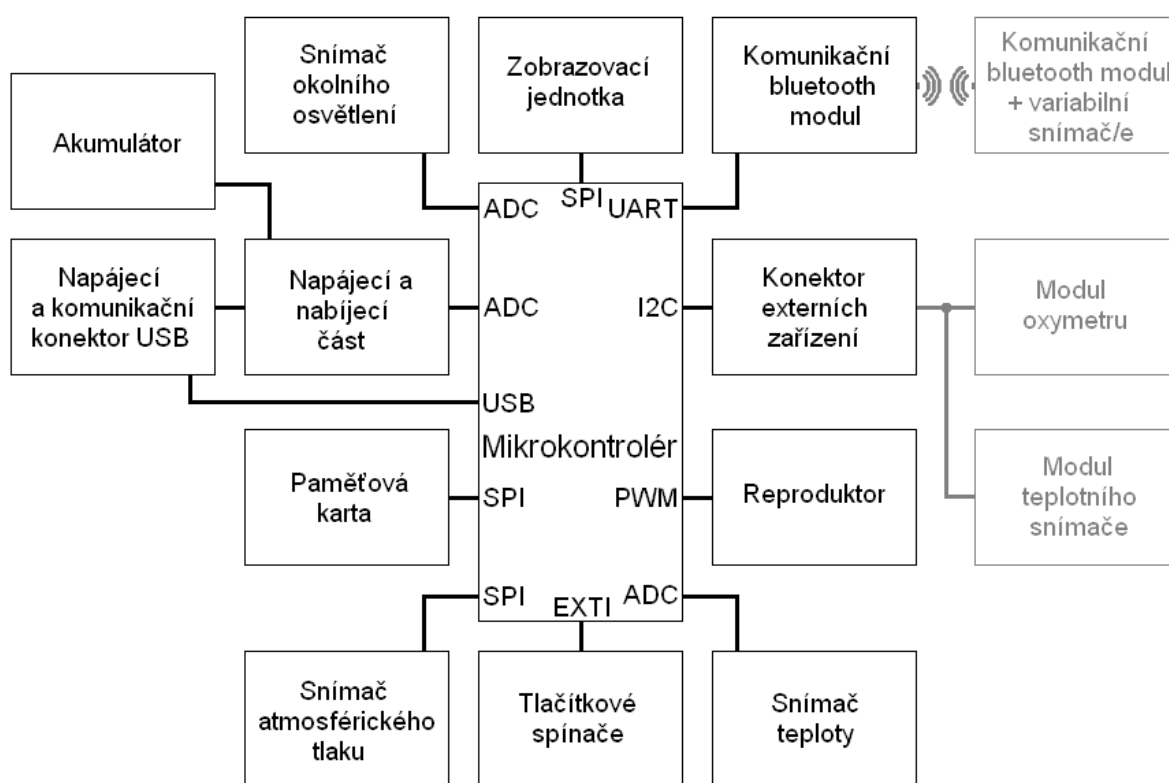 Snímač
okolního
osvětlení
Zobrazovací
jednotka
Komunikační
bluetooth
modul
Komunikační
bluetooth modul
+ variabilní
snímač/e
Akumulátor
ADC
SPI
UART
Napájecí
a komunikační
konektor USB
Napájecí a
nabíjecí
část
ADC
I2C
Konektor
externích
zařízení
Modul
oxymetru
USB
Mikrokontrolér
Paměťová
karta
SPI
PWM
Reproduktor
Modul
teplotního
snímače
SPI
EXTI
ADC
Snímač
atmosférického
tlaku
Tlačítkové
spínače
Snímač
teploty